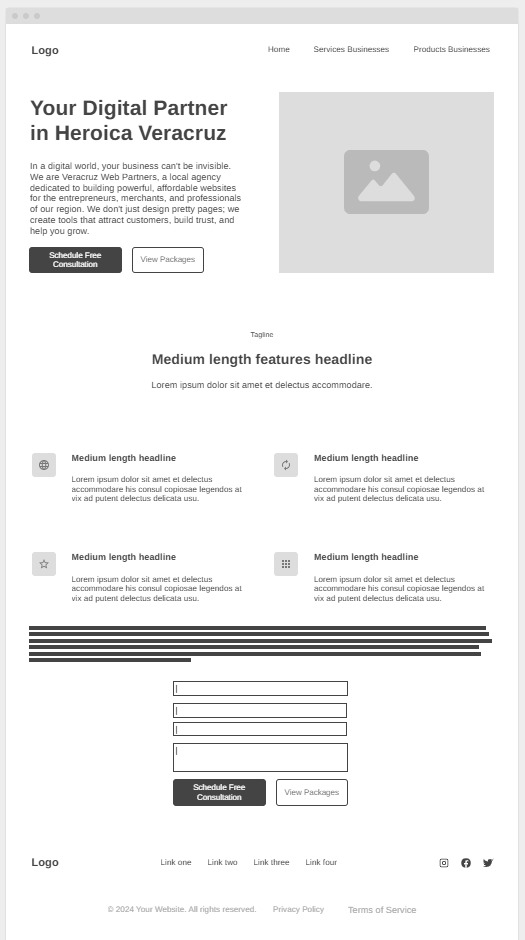 Logo
Home Services Businesses Products Businesses
Your Digital Partner
in Heroica Veracruz
In a digital world, your business can't be invisible.
We are Veracruz Web Partners, a local agency
dedicated to building powerful, affordable websites
for the entrepreneurs, merchants, and professionals
of our region. We don't just design pretty pages; we
create tools that attract customers, build trust, and
help you grow.
Schedule Free
Consultation
View Packages
Tagline
Medium length features headline
Lorem ipsum dolor sit amet et delectus accommodare.
Medium length headline
Lorem ipsum dolor sit amet et delectus
accommodare his consul copiosae legendos at
vix ad putent delectus delicata usu.
Medium length headline
Lorem ipsum dolor sit amet et delectus
accommodare his consul copiosae legendos at
vix ad putent delectus delicata usu.
Medium length headline
Lorem ipsum dolor sit amet et delectus
accommodare his consul copiosae legendos at
vix ad putent delectus delicata usu.
Medium length headline
Lorem ipsum dolor sit amet et delectus
accommodare his consul copiosae legendos at
vix ad putent delectus delicata usu.
Schedule Free
Consultation
View Packages
Logo
Link one Link two Link three Link four
© 2024 Your Website. All rights reserved. Privacy Policy Terms of Service